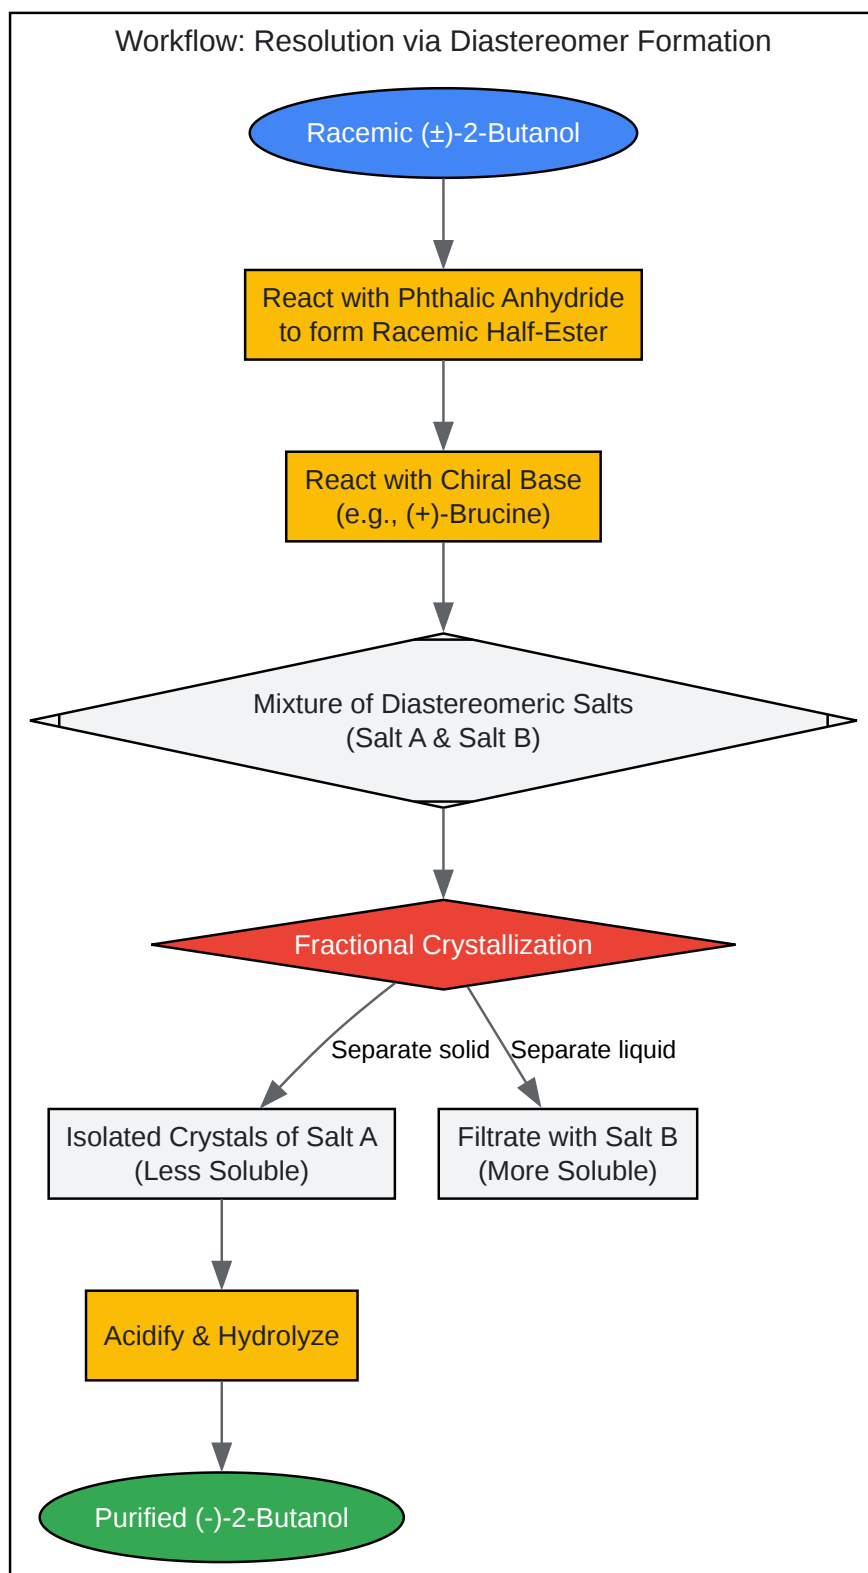 Workflow: Resolution via Diastereomer Formation
Racemic (±)-2-Butanol
React with Phthalic Anhydride
to form Racemic Half-Ester
React with Chiral Base
(e.g., (+)-Brucine)
Mixture of Diastereomeric Salts
(Salt A & Salt B)
Fractional Crystallization
Separate solid
Separate liquid
Isolated Crystals of Salt A
(Less Soluble)
Filtrate with Salt B
(More Soluble)
Acidify & Hydrolyze
Purified (-)-2-Butanol